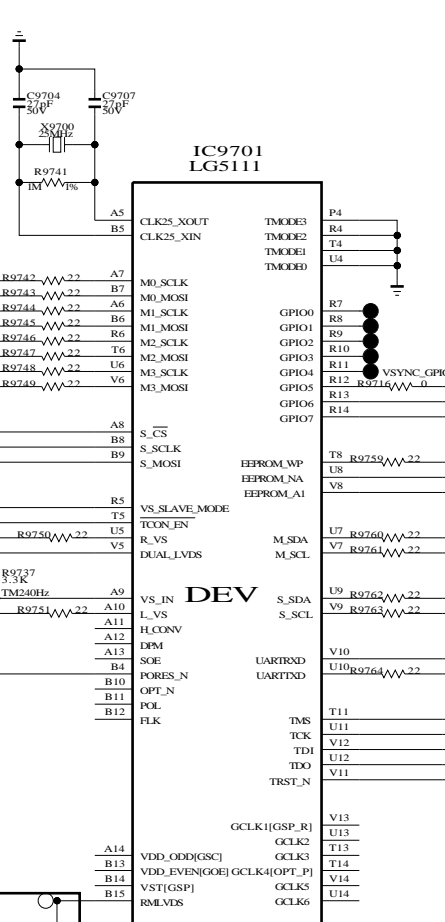 C9704
27pF
50V
C9707
27pF
50V
X9700
25MHz
R9741
1M
1%
IC9701
LG5111
A5
CLK25_XOUT
B5
CLK25_XIN
R9742 22 A7
M0_SCLK
R9743 22 B7
M0_MOSI
R9744 22 A6
M1_SCLK
R9745 22 B6
M1_MOSI
R9746 22 R6
M2_SCLK
R9747 22 T6
M2_MOSI
R9748 22 U6
M3_SCLK
R9749 22 V6
M3_MOSI
A8
S_CS
B8
S_SCLK
B9
S_MOSI
R5
VS_SLAVE_MODE
T5
TCON_EN
R9750 22 U5
R_VS
V5
DUAL_LVDS
R9737
3.3K
TM240Hz
A9
VS_IN
R9751 22 A10
L_VS
A11
H_CONV
A12
DPM
A13
SOE
B4
PORES_N
B10
OPT_N
B11
POL
B12
FLK
A14
VDD_ODD[GSC]
B13
VDD_EVEN[GOE]
B14
VST[GSP]
B15
RMLVDS
DEV
P4
TMODE3
R4
TMODE2
T4
TMODE1
U4
TMODE0
R7
GPIO0
R8
GPIO1
R9
GPIO2
R10
GPIO3
R11
GPIO4
VSYNC_GPIO
R12 R9716 0
GPIO5
R13
GPIO6
R14
GPIO7
T8 R9759 22
EEPROM_WP
U8
EEPROM_NA
V8
EEPROM_A1
U7 R9760 22
M_SDA
V7 R9761 22
M_SCL
U9 R9762 22
S_SDA
V9 R9763 22
S_SCL
V10
UARTRXD
U10 R9764 22
UARTTXD
T11
TMS
U11
TCK
V12
TDI
U12
TDO
V11
TRST_N
V13
GCLK1[GSP_R]
U13
GCLK2
T13
GCLK3
T14
GCLK4[OPT_P]
V14
GCLK5
U14
GCLK6